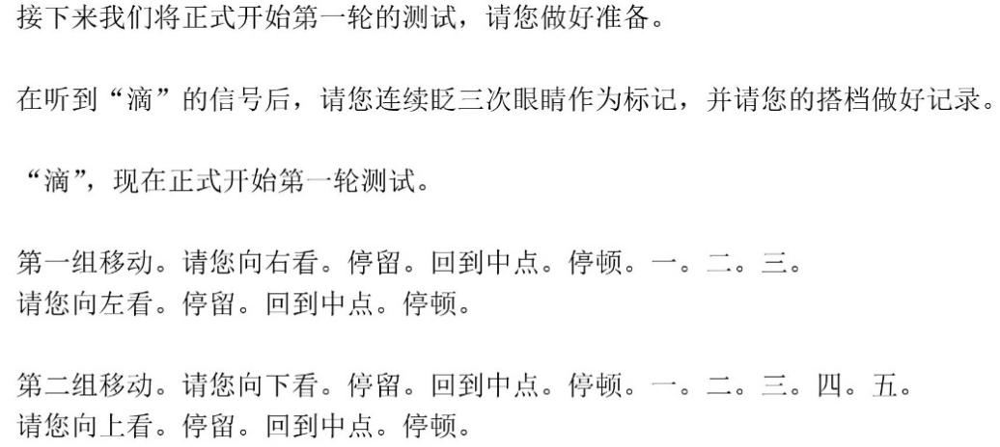 接下来我们将正式开始第一轮的测试，请您做好准备。
在听到“滴”的信号后，请您连续眨三次眼睛作为标记，并请您的搭档做好记录。
“滴”，现在正式开始第一轮测试。
第一组移动。请您向右看。停留。回到中点。停顿。一。二。三。
请您向左看。停留。回到中点。停顿。
第二组移动。请您向下看。停留。回到中点。停顿。一。二。三。四。五。
请您向上看。停留。回到中点。停顿。